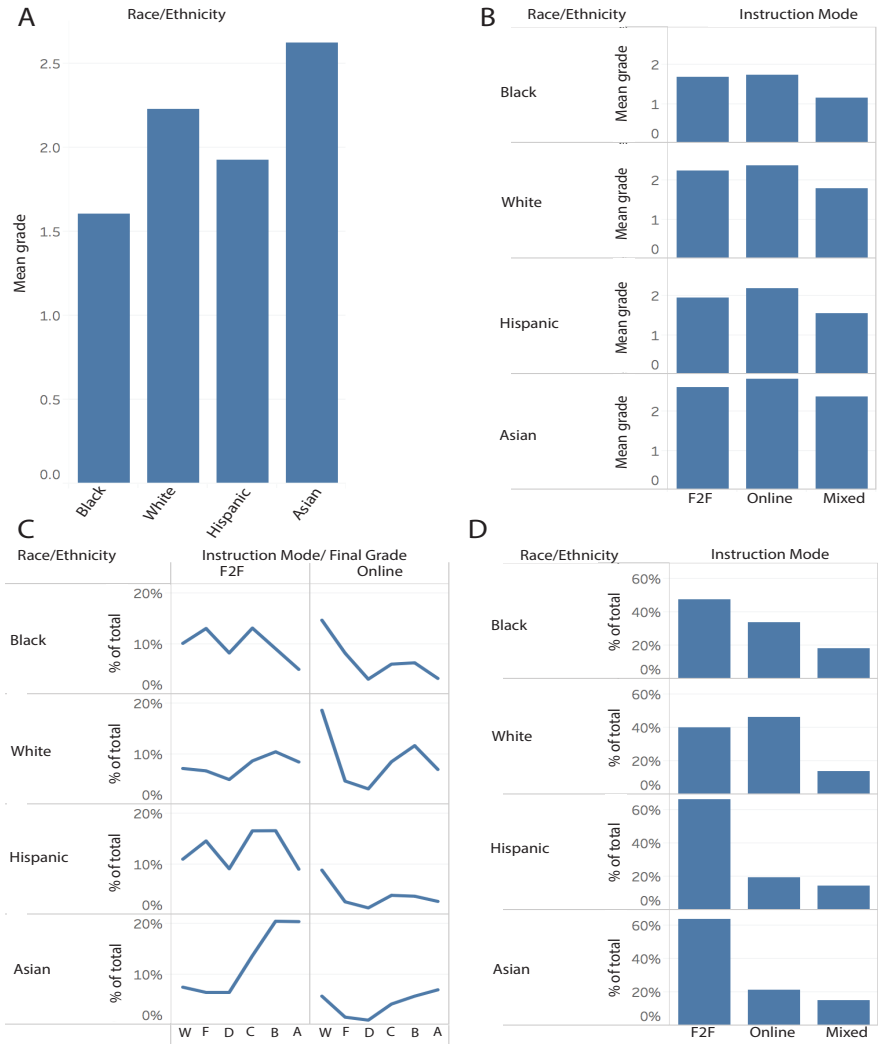 A
Race/Ethnicity
Mean grade
2.5
2.0
1.5
1.0
0.5
0.0
Black
White
Hispanic
Asian
B
Race/Ethnicity
Instruction Mode
Black
Mean grade
2
1
0
White
Mean grade
2
1
0
Hispanic
Mean grade
2
1
0
Asian
Mean grade
2
1
0
F2F
Online
Mixed
C
Race/Ethnicity
Instruction Mode/ Final Grade
F2F
Online
Black
% of total
20%
10%
0%
White
% of total
20%
10%
0%
Hispanic
% of total
20%
10%
0%
Asian
% of total
20%
10%
0%
W F D C B A
W F D C B A
D
Race/Ethnicity
Instruction Mode
Black
% of total
60%
40%
20%
0%
White
% of total
60%
40%
20%
0%
Hispanic
% of total
60%
40%
20%
0%
Asian
% of total
60%
40%
20%
0%
F2F
Online
Mixed